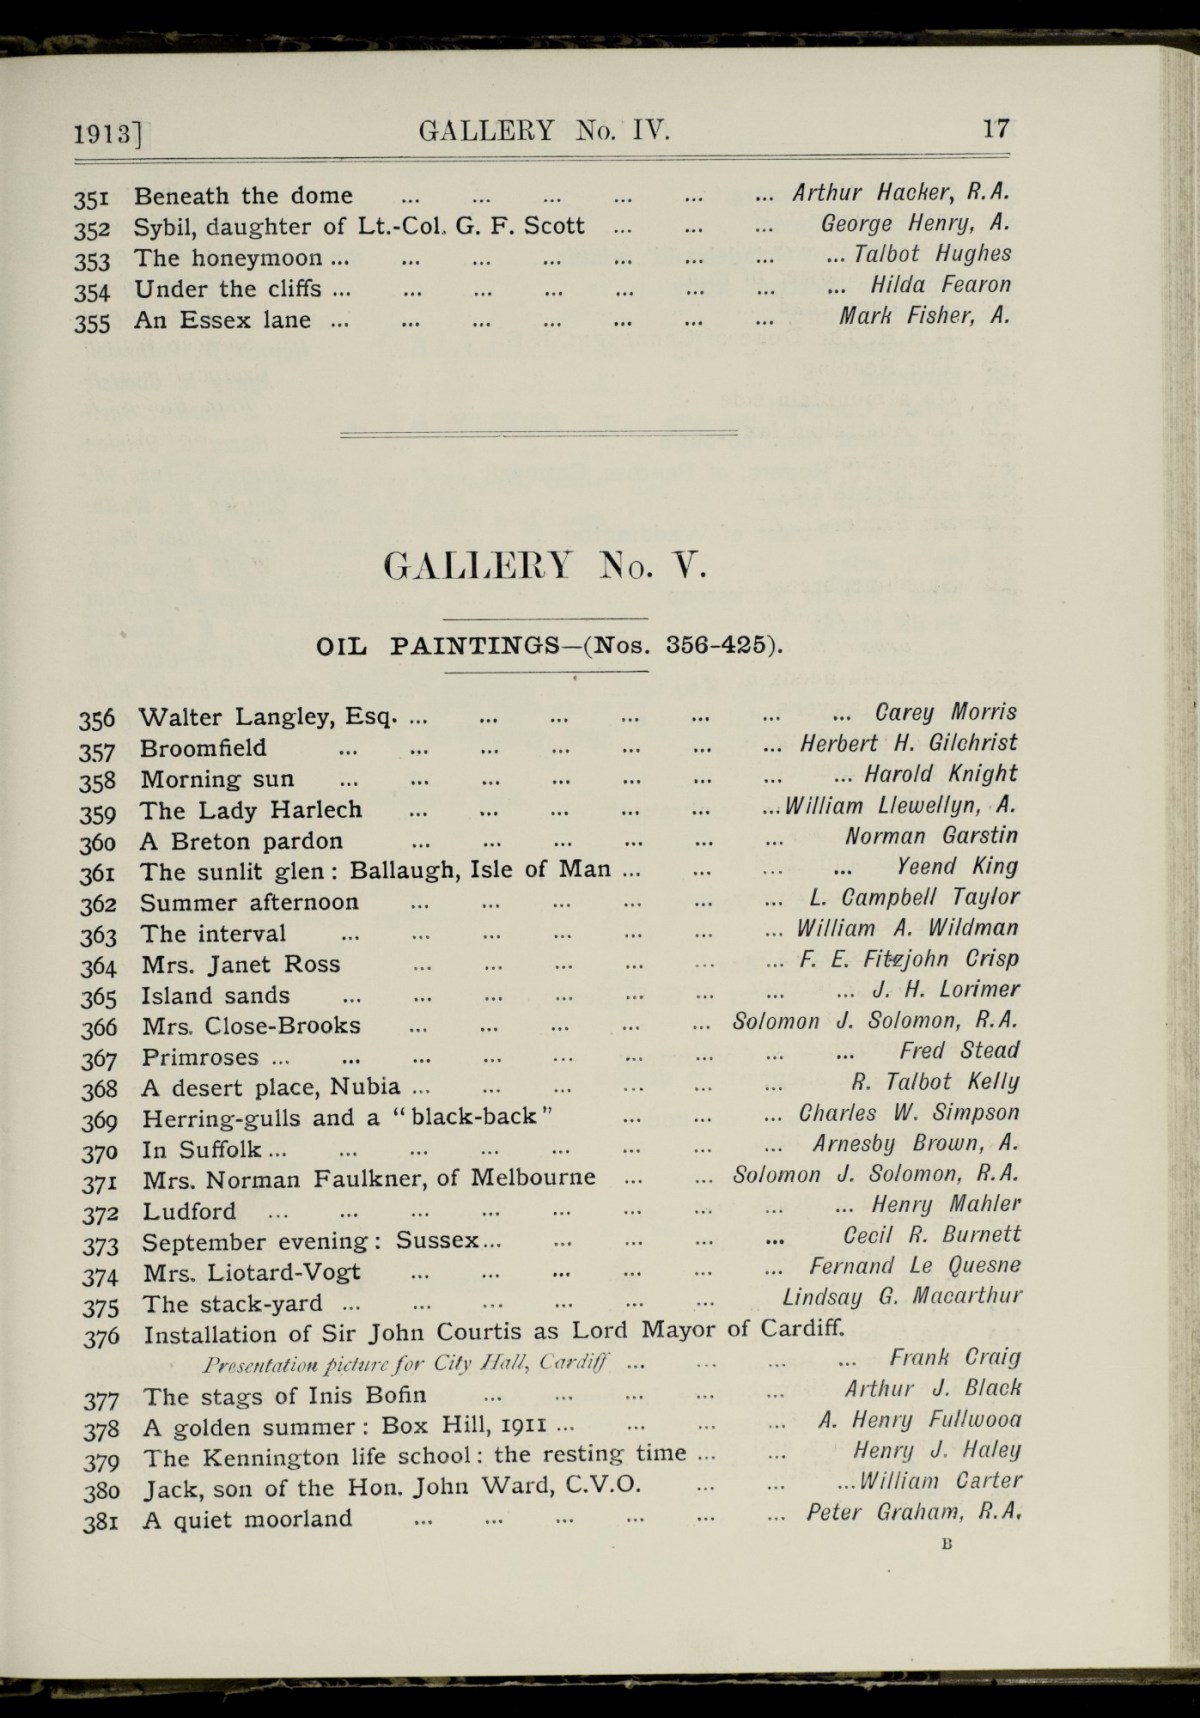 1913] GALLERY No. IV. 17
351 Beneath the dome ... ... ... ... ... ... Arthur Hacker, R.A.
352 Sybil, daughter of Lt.-Col. G. F. Scott ... ... ... George Henry, A.
353 The honeymoon ... ... ... ... ... ... ... ... Talbot Hughes
354 Under the cliffs ... ... ... ... ... ... ... ... Hilda Fearon
355 An Essex lane ... ... ... ... ... ... ... Mark Fisher, A.
GALLERY No. V.
OIL PAINTINGS—(Nos. 356-425).
356 Walter Langley, Esq. ... ... ... ... ... ... ... Carey Morris
357 Broomfield ... ... ... ... ... ... ... Herbert H. Gilchrist
358 Morning sun ... ... ... ... ... ... ... ... Harold Knight
359 The Lady Harlech ... ... ... ... ... ... William Llewellyn, A.
360 A Breton pardon ... ... ... ... ... ... Norman Garstin
361 The sunlit glen : Ballaugh, Isle of Man ... ... ... ... Yeend King
362 Summer afternoon ... ... ... ... ... ... L. Campbell Taylor
363 The interval ... ... ... ... ... ... ... William A. Wildman
364 Mrs. Janet Ross ... ... ... ... ... ... F. E. Fitzjohn Crisp
365 Island sands ... ... ... ... ... ... ... ... J. H. Lorimer
366 Mrs. Close-Brooks ... ... ... ... ... Solomon J. Solomon, R.A.
367 Primroses ... ... ... ... ... ... ... ... ... Fred Stead
368 A desert place, Nubia ... ... ... ... ... ... R. Talbot Kelly
369 Herring-gulls and a "black-back" ... ... ... Charles W. Simpson
370 In Suffolk ... ... ... ... ... ... ... ... Arnesby Brown, A.
371 Mrs. Norman Faulkner, of Melbourne ... ... Solomon J. Solomon, R.A.
372 Ludford ... ... ... ... ... ... ... ... ... Henry Mahler
373 September evening : Sussex... ... ... ... ... Cecil R. Burnett
374 Mrs. Liotard-Vogt ... ... ... ... ... ... Fernand Le Quesne
375 The stack-yard ... ... ... ... ... ... Lindsay G. Macarthur
376 Installation of Sir John Courtis as Lord Mayor of Cardiff.
Presentation picture for City Hall, Cardiff ... ... ... ... Frank Craig
377 The stags of Inis Bofin ... ... ... ... ... Arthur J. Black
378 A golden summer : Box Hill, 1911 ... ... ... ... A. Henry Fullwood
379 The Kennington life school : the resting time ... ... Henry J. Haley
380 Jack, son of the Hon. John Ward, C.V.O. ... ... ... William Carter
381 A quiet moorland ... ... ... ... ... ... Peter Graham, R.A.
B